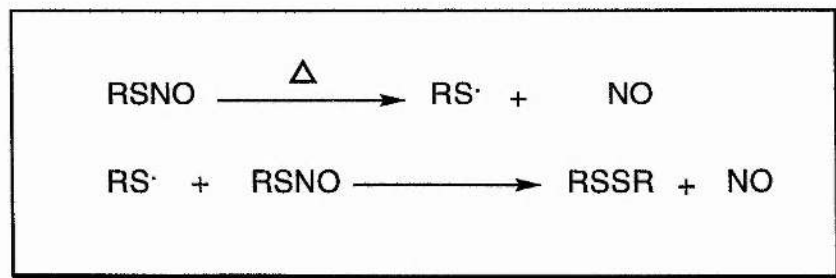 Δ
RSNO → RS· + NO
RS· + RSNO → RSSR + NO